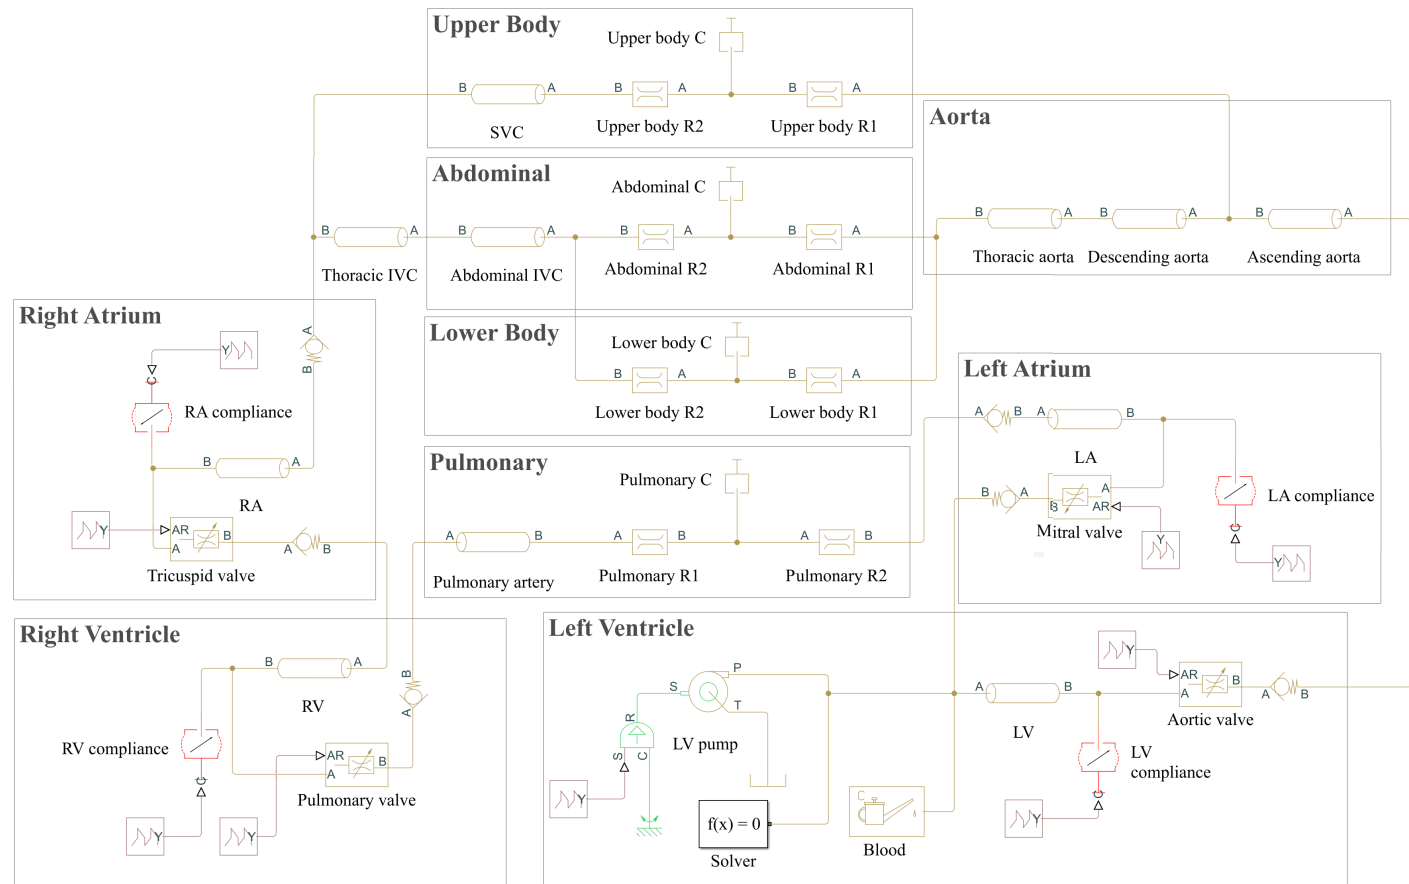 Upper Body
Upper body C
B A B A B A
SVC
Upper body R2
Upper body R1
Aorta
Abdominal
Abdominal C
B A B A B A B A
Thoracic IVC
Abdominal IVC
Abdominal R2
Abdominal R1
B A B A B A
Thoracic aorta
Descending aorta
Ascending aorta
Lower Body
Lower body C
B A B A
Lower body R2
Lower body R1
Right Atrium
A
B
Y
C
RA compliance
B A
RA
Y
AR
A
B
A B
Tricuspid valve
Pulmonary
Pulmonary C
A B A B A B
Pulmonary artery
Pulmonary R1
Pulmonary R2
Left Atrium
A B A B
LA
B A
B
A
AR
Mitral valve
Y
LA compliance
C
Y
Right Ventricle
B A
RV
B
A
RV compliance
C
AR
A
B
Pulmonary valve
Y
Y
Left Ventricle
P
S
T
R
LV pump
S
C
Y
f(x) = 0
Solver
C
Blood
A B
LV
Y
AR
A
B
A B
Aortic valve
LV
compliance
C
Y